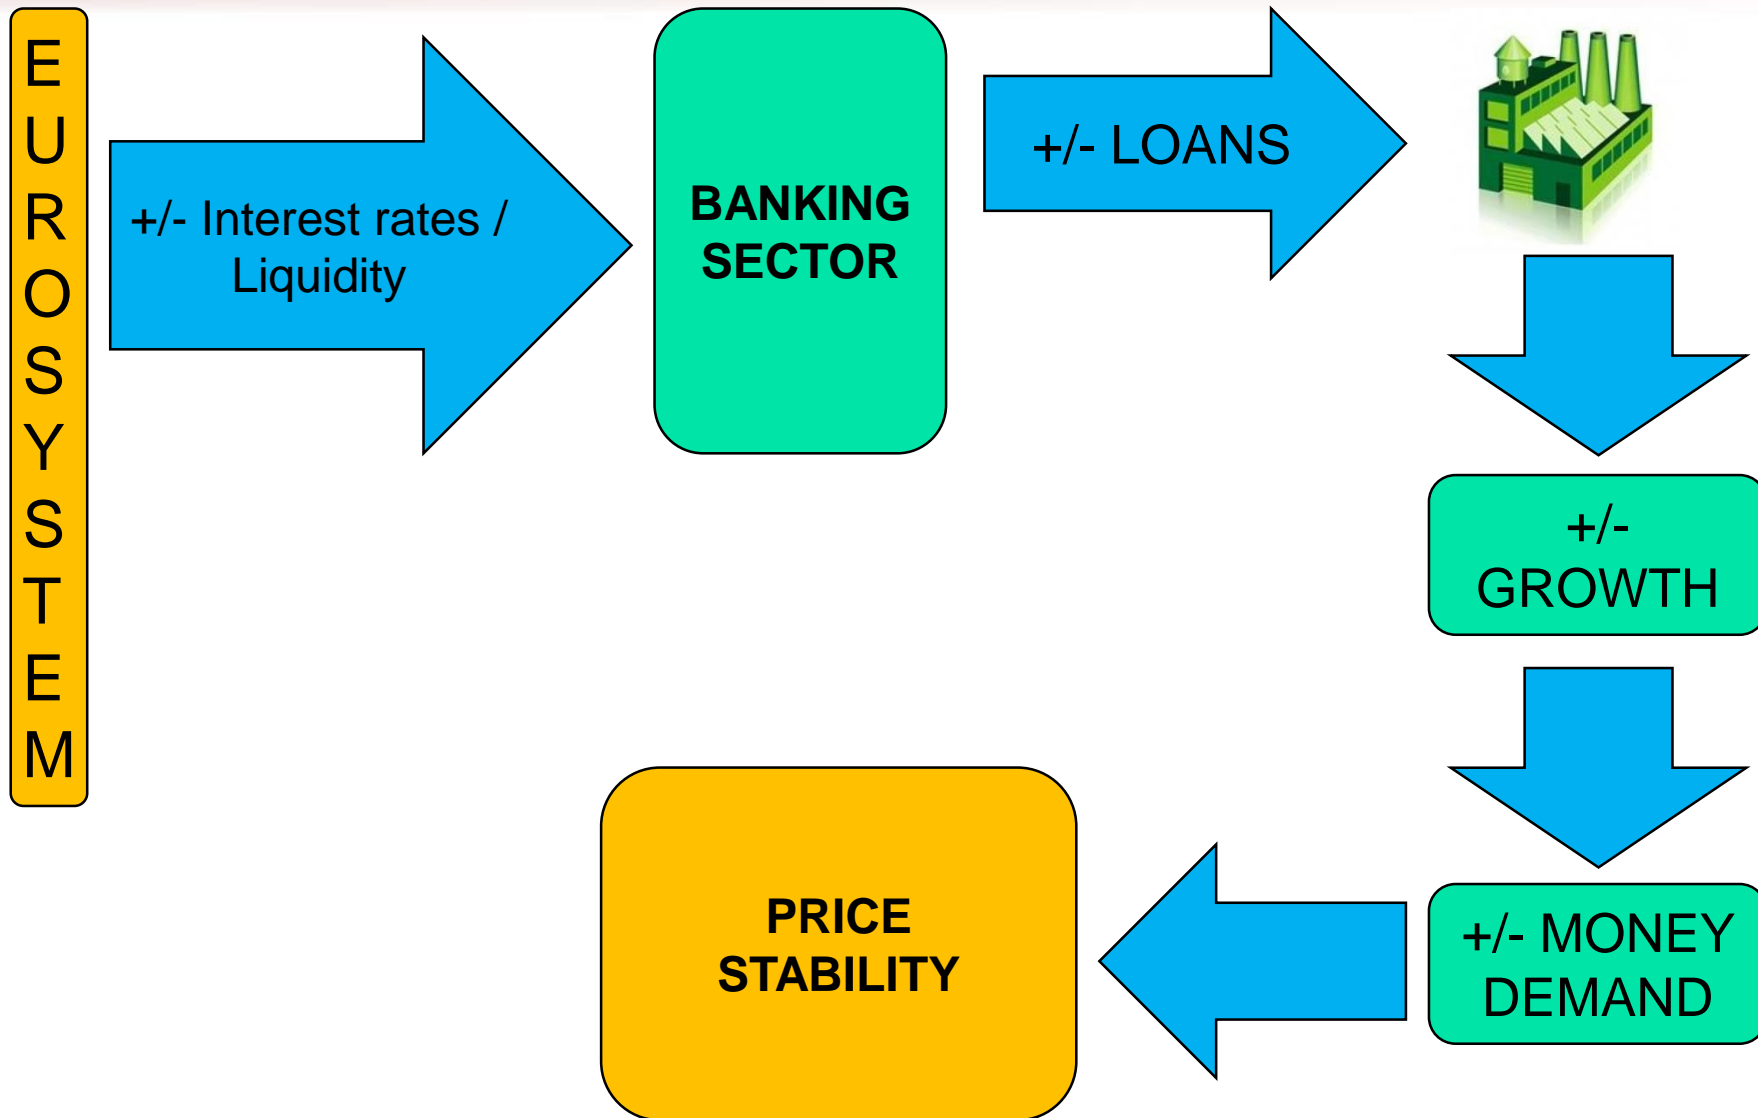 E
U
R
O
S
Y
S
T
E
M
+/- Interest rates /
Liquidity
BANKING
SECTOR
+/- LOANS
+/-
GROWTH
+/- MONEY
DEMAND
PRICE
STABILITY